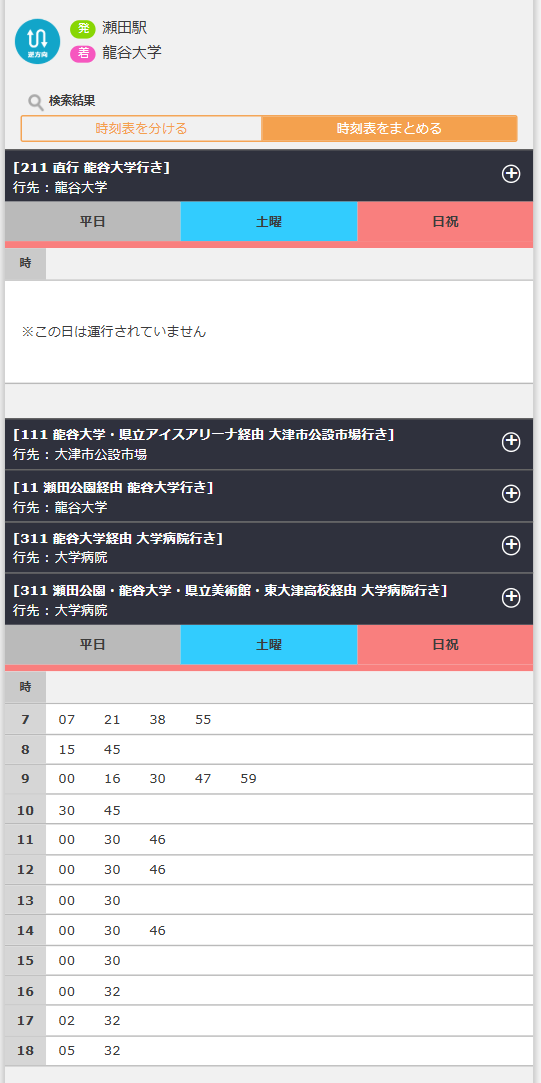 発 瀬田駅
逆方向
着 龍谷大学
検索結果
時刻表を分ける 時刻表をまとめる
[211 直行 龍谷大学行き]
行先：龍谷大学
平日 土曜 日祝
時
※この日は運行されていません
[111 龍谷大学・県立アイスアリーナ経由 大津市公設市場行き]
行先：大津市公設市場
[11 瀬田公園経由 龍谷大学行き]
行先：龍谷大学
[311 龍谷大学経由 大学病院行き]
行先：大学病院
[311 瀬田公園・龍谷大学・県立美術館・東大津高校経由 大学病院行き]
行先：大学病院
平日 土曜 日祝
時
7 07 21 38 55
8 15 45
9 00 16 30 47 59
10 30 45
11 00 30 46
12 00 30 46
13 00 30
14 00 30 46
15 00 30
16 00 32
17 02 32
18 05 32